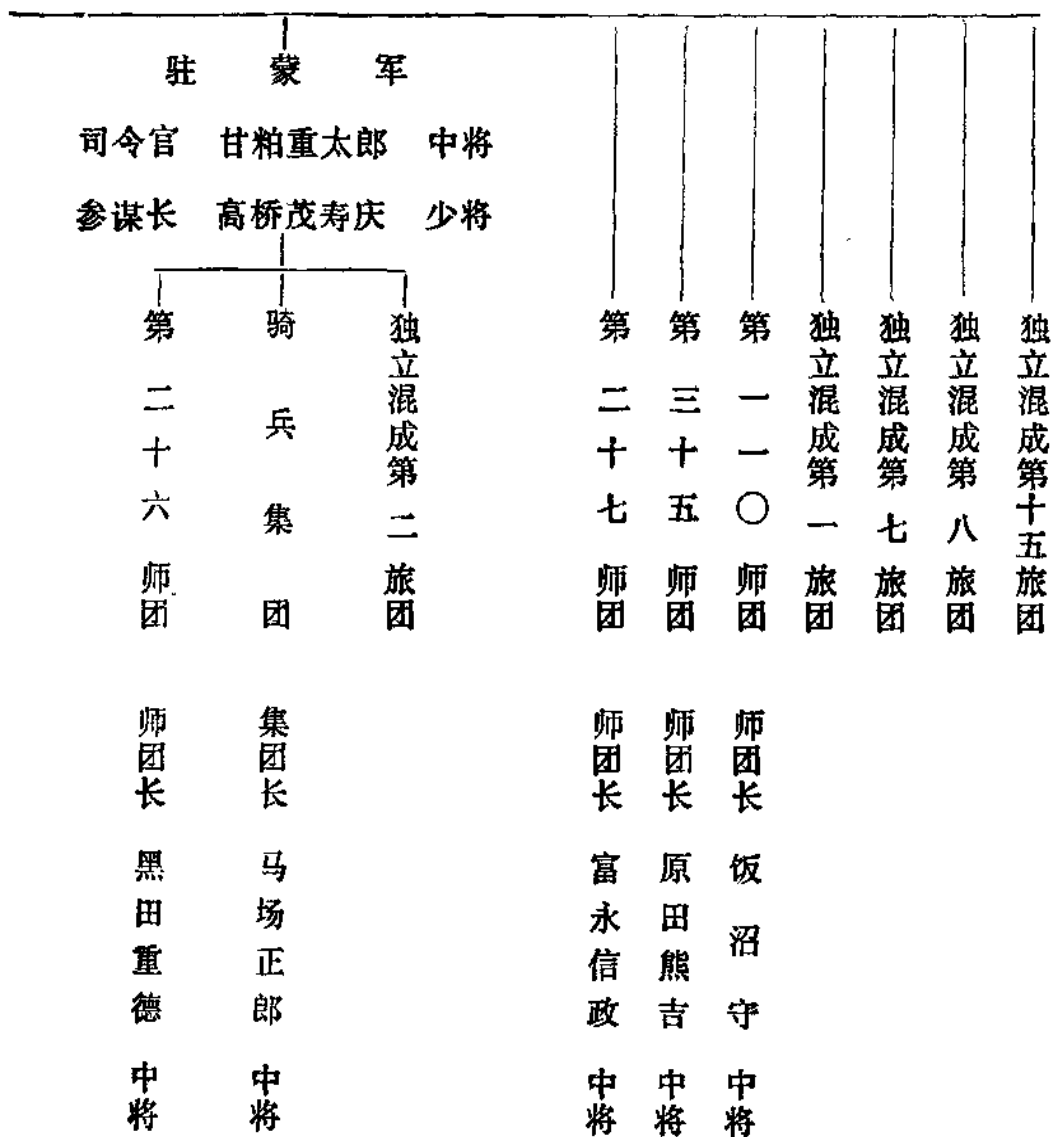 驻蒙军
司令官 甘粕重太郎 中将
参谋长 高桥茂寿庆 少将
第二十六师团 师团长 黑田重德 中将
骑兵集团 集团长 马场正郎 中将
独立混成第二旅团
第二十七师团 师团长 富永信政 中将
第三十五师团 师团长 原田熊吉 中将
第一一〇师团 师团长 饭沼守 中将
独立混成第一旅团
独立混成第七旅团
独立混成第八旅团
独立混成第十五旅团